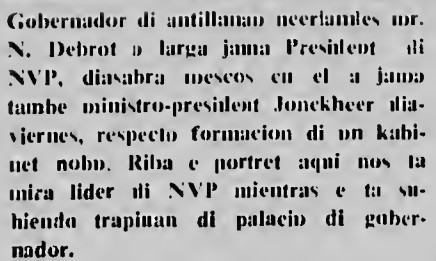 Gobernador di antillanan neerlandes mr.
N. Debrot a larga jama President di
NVP, diasabra mescos cu el a jama
tambe ministro-president Jonckheer dia-
viernes, respecto formacion di un kabi-
net nobo. Riba e portret aqui nos ta
mira lider di NVP mientras e ta su-
biendo trapinan di palacio di gober-
nador.